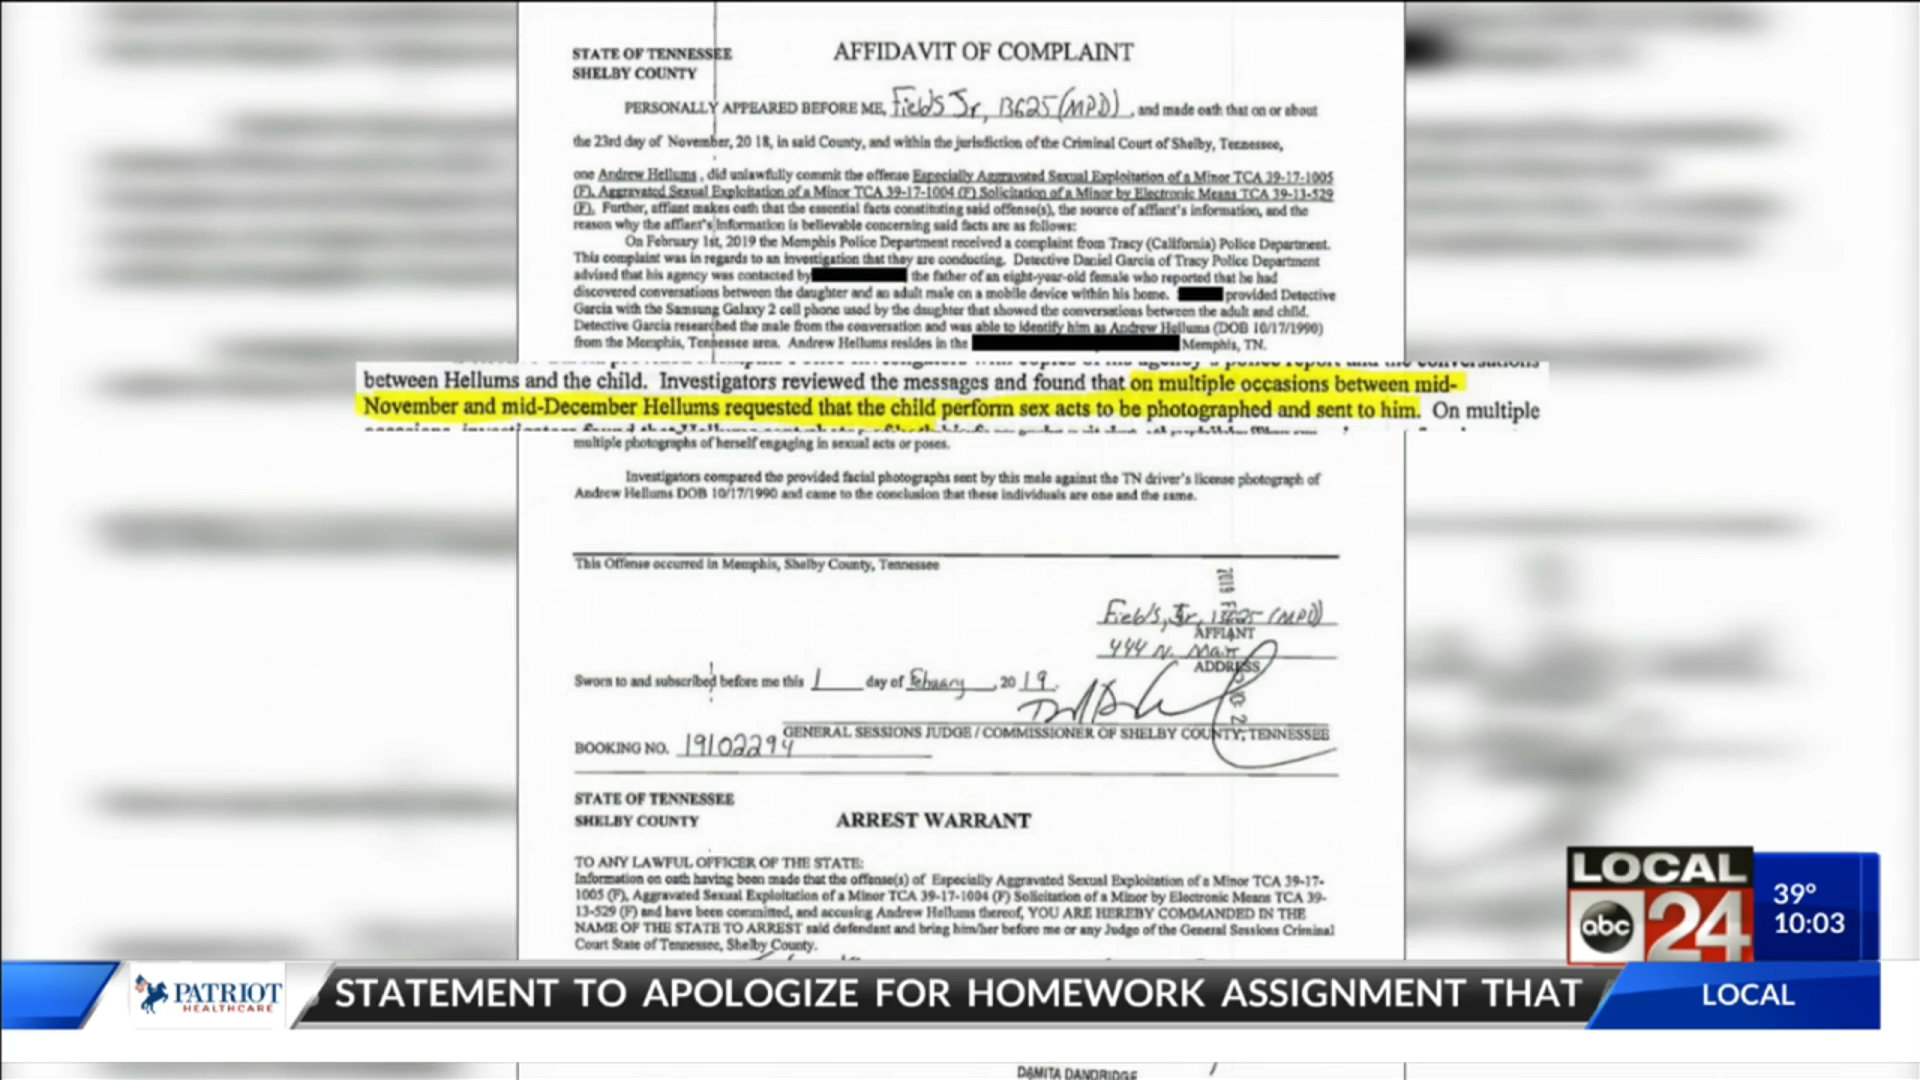 STATE OF TENNESSEE
SHELBY COUNTY
AFFIDAVIT OF COMPLAINT
PERSONALLY APPEARED BEFORE ME, Fields Jr, 13625 (MPD), and made oath that on or about
the 23rd day of November, 20 18, in said County, and within the jurisdiction of the Criminal Court of Shelby, Tennessee,
one Andrew Hellums , did unlawfully commit the offense Especially Aggravated Sexual Exploitation of a Minor TCA 39-17-1005
(F), Aggravated Sexual Exploitation of a Minor TCA 39-17-1004 (F) Solicitation of a Minor by Electronic Means TCA 39-13-529
(F). Further, affiant makes oath that the essential facts constituting said offense(s), the source of affiant's information, and the
reason why the affiant's information is believable concerning said facts are as follows:
On February 1st, 2019 the Memphis Police Department received a complaint from Tracy (California) Police Department.
This complaint was in regards to an investigation that they are conducting. Detective Daniel Garcia of Tracy Police Department
advised that his agency was contacted by the father of an eight-year-old female who reported that he had
discovered conversations between the daughter and an adult male on a mobile device within his home. provided Detective
Garcia with the Samsung Galaxy 2 cell phone used by the daughter that showed the conversations between the adult and child.
Detective Garcia researched the male from the conversation and was able to identify him as Andrew Hellums (DOB 10/17/1990)
from the Memphis, Tennessee area. Andrew Hellums resides in the Memphis, TN.
between Hellums and the child. Investigators reviewed the messages and found that on multiple occasions between mid-
November and mid-December Hellums requested that the child perform sex acts to be photographed and sent to him. On multiple
multiple photographs of herself engaging in sexual acts or poses.
Investigators compared the provided facial photographs sent by this male against the TN driver's license photograph of
Andrew Hellums DOB 10/17/1990 and came to the conclusion that these individuals are one and the same.
This Offense occurred in Memphis, Shelby County, Tennessee
2019 F
Fields, Jr, 13625 (MPD)
AFFIANT
444 N. Main
ADDRESS
Sworn to and subscribed before me this 1 day of February, 20 19.
GENERAL SESSIONS JUDGE / COMMISSIONER OF SHELBY COUNTY, TENNESSEE
BOOKING NO. 19102294
STATE OF TENNESSEE
SHELBY COUNTY
ARREST WARRANT
TO ANY LAWFUL OFFICER OF THE STATE:
Information on oath having been made that the offense(s) of Especially Aggravated Sexual Exploitation of a Minor TCA 39-17-
1005 (F), Aggravated Sexual Exploitation of a Minor TCA 39-17-1004 (F) Solicitation of a Minor by Electronic Means TCA 39-
13-529 (F) and have been committed, and accusing Andrew Hellums thereof, YOU ARE HEREBY COMMANDED IN THE
NAME OF THE STATE TO ARREST said defendant and bring him/her before me or any Judge of the General Sessions Criminal
Court State of Tennessee, Shelby County.
LOCAL
abc 24
39°
10:03
PATRIOT
HEALTHCARE
STATEMENT TO APOLOGIZE FOR HOMEWORK ASSIGNMENT THAT
LOCAL
DAMITA DANDRIDGE